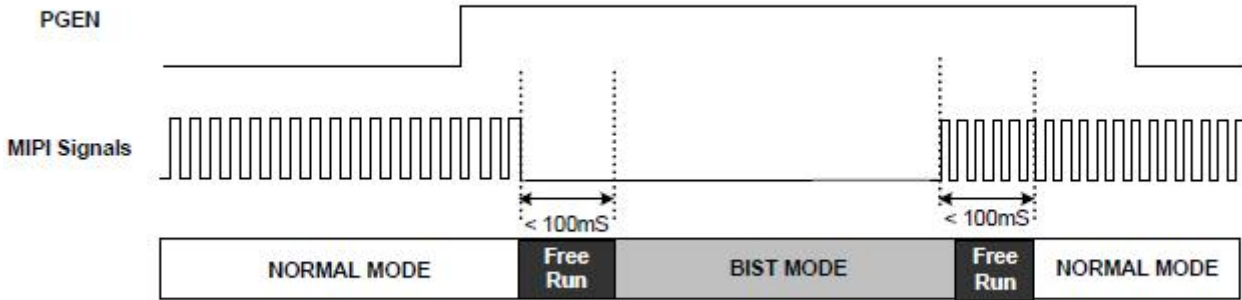 PGEN
MIPI Signals
< 100mS
< 100mS
NORMAL MODE
Free
Run
BIST MODE
Free
Run
NORMAL MODE